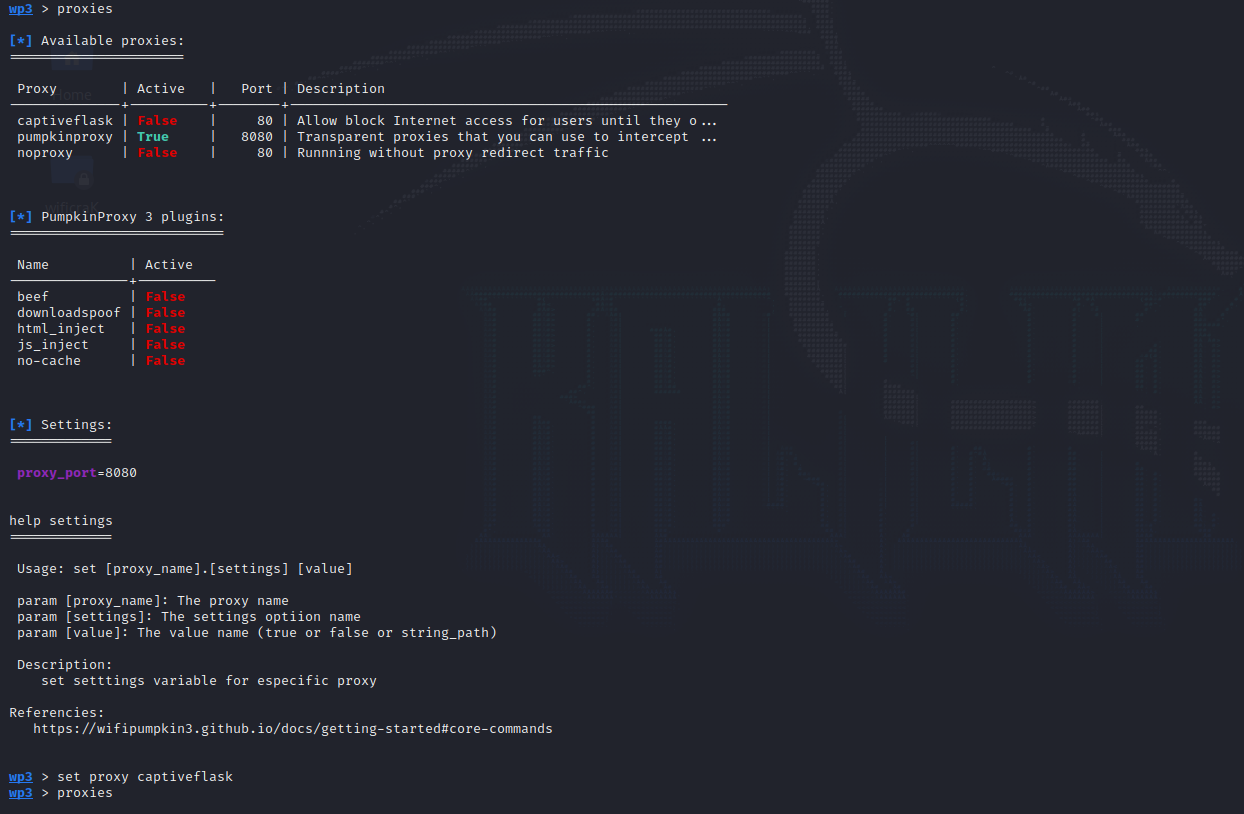 wp3 > proxies
[*] Available proxies:
Proxy | Active | Port | Description
captiveflask | False | 80 | Allow block Internet access for users until they o...
pumpkinproxy | True | 8080 | Transparent proxies that you can use to intercept ...
noproxy | False | 80 | Runnning without proxy redirect traffic
[*] PumpkinProxy 3 plugins:
Name | Active
beef | False
downloadspoof | False
html_inject | False
js_inject | False
no-cache | False
[*] Settings:
proxy_port=8080
help settings
Usage: set [proxy_name].[settings] [value]
param [proxy_name]: The proxy name
param [settings]: The settings optiion name
param [value]: The value name (true or false or string_path)
Description:
set setttings variable for especific proxy
Referencies:
https://wifipumpkin3.github.io/docs/getting-started#core-commands
wp3 > set proxy captiveflask
wp3 > proxies